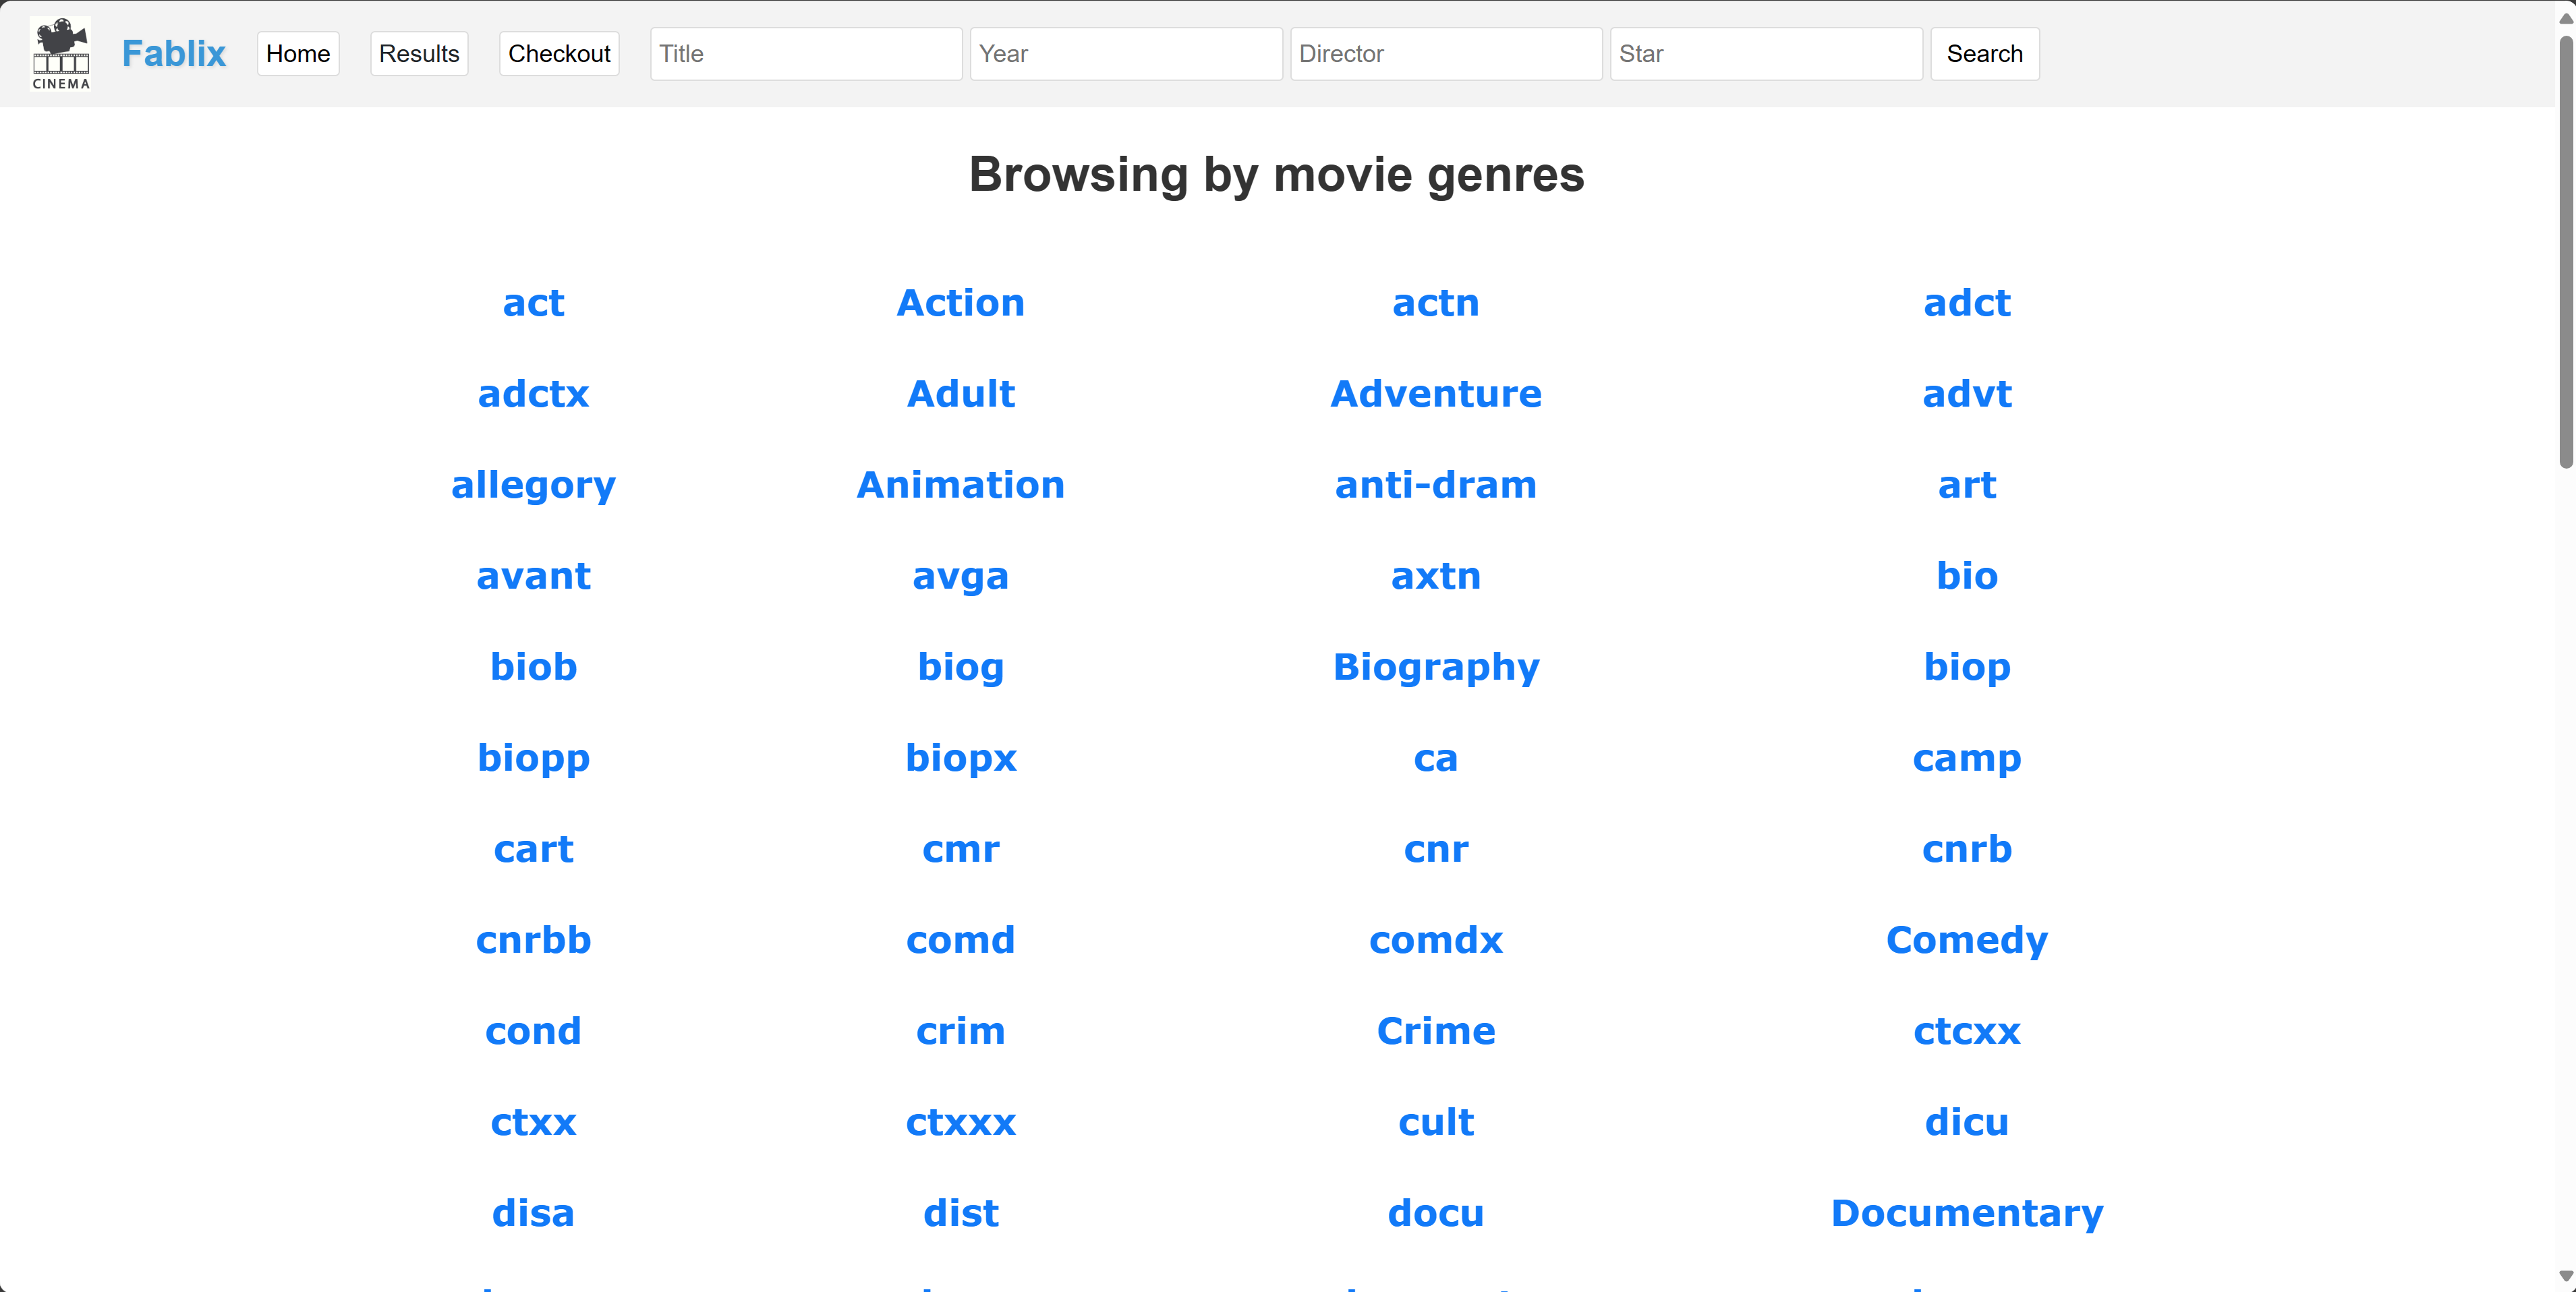 CINEMA
Fablix Home Results Checkout Title Year Director Star Search
Browsing by movie genres
act Action actn adct
adctx Adult Adventure advt
allegory Animation anti-dram art
avant avga axtn bio
biob biog Biography biop
biopp biopx ca camp
cart cmr cnr cnrb
cnrbb comd comdx Comedy
cond crim Crime ctcxx
ctxx ctxxx cult dicu
disa dist docu Documentary